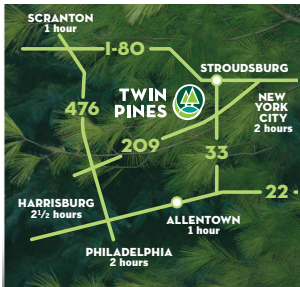 SCRANTON
1 hour
I-80
STROUDSBURG
TWIN
PINES
476
NEW
YORK
CITY
2 hours
209
33
22
HARRISBURG
2½ hours
ALLENTOWN
1 hour
PHILADELPHIA
2 hours